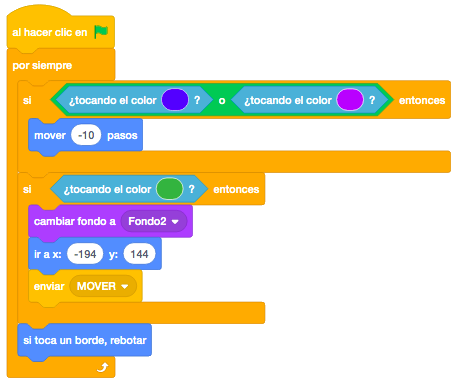 al hacer clic en
por siempre
si ¿tocando el color ? o ¿tocando el color ? entonces
mover -10 pasos
si ¿tocando el color ? entonces
cambiar fondo a Fondo2
ir a x: -194 y: 144
enviar MOVER
si toca un borde, rebotar